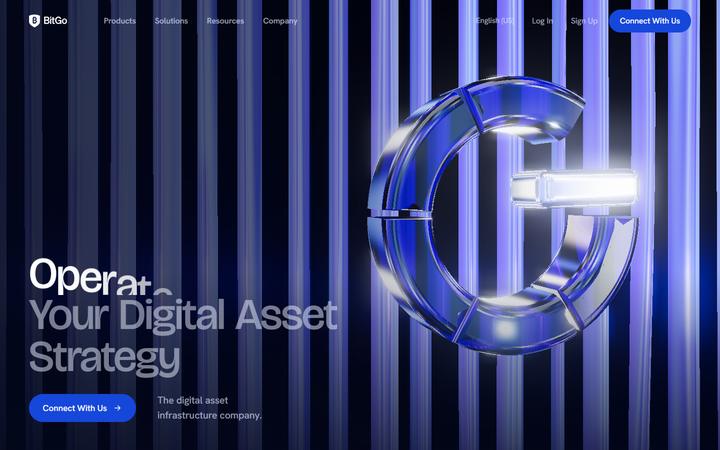 BitGo
Products Solutions Resources Company
English (US) Log In Sign Up Connect With Us
Operate
Your Digital Asset
Strategy
Connect With Us →
The digital asset
infrastructure company.